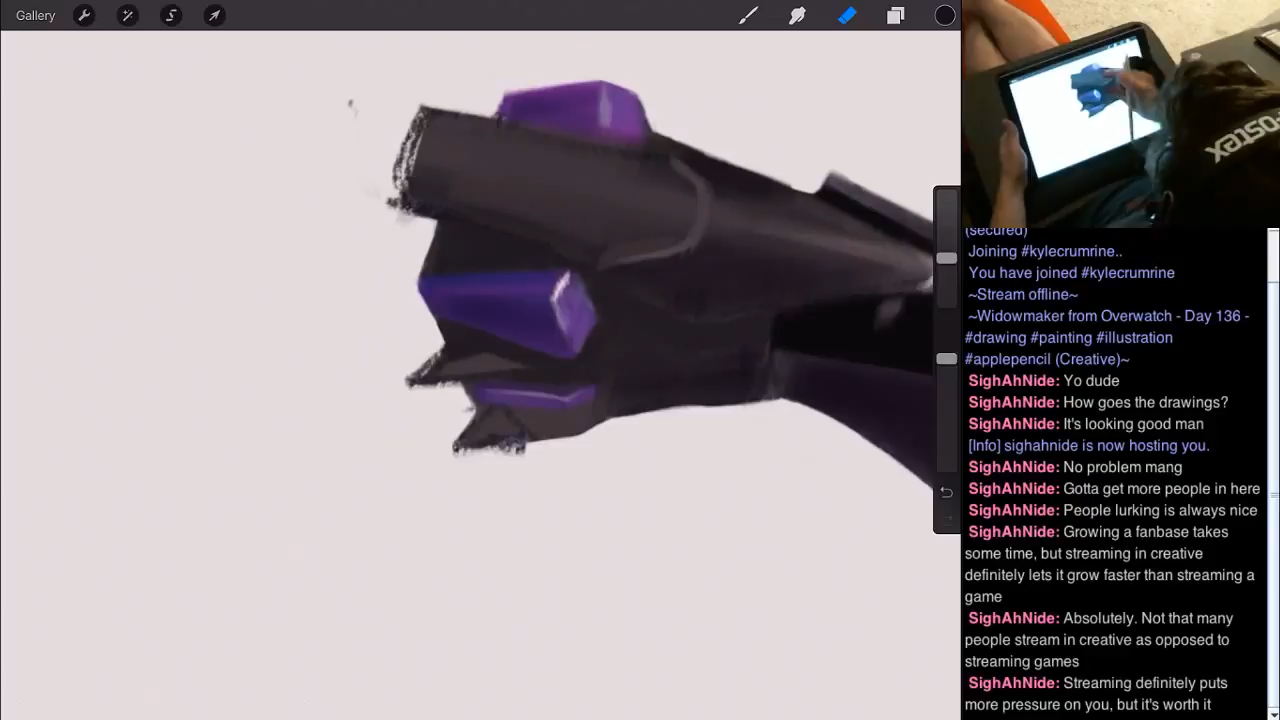 Gallery
Fostex
(secured)
Joining #kylecrumrine..
You have joined #kylecrumrine
~Stream offline~
~Widowmaker from Overwatch - Day 136 -
#drawing #painting #illustration
#applepencil (Creative)~
SighAhNide: Yo dude
SighAhNide: How goes the drawings?
SighAhNide: It's looking good man
[Info] sighahnide is now hosting you.
SighAhNide: No problem mang
SighAhNide: Gotta get more people in here
SighAhNide: People lurking is always nice
SighAhNide: Growing a fanbase takes
some time, but streaming in creative
definitely lets it grow faster than streaming a
game
SighAhNide: Absolutely. Not that many
people stream in creative as opposed to
streaming games
SighAhNide: Streaming definitely puts
more pressure on you, but it's worth it